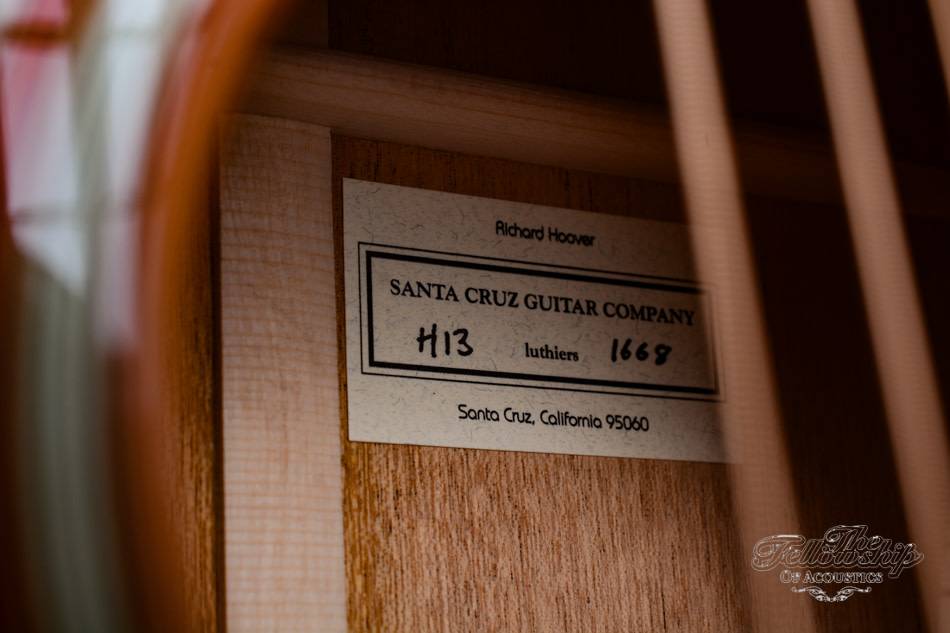 Richard Hoover
SANTA CRUZ GUITAR COMPANY
H13 luthiers 1668
Santa Cruz, California 95060
The
Fellowship
OF ACOUSTICS